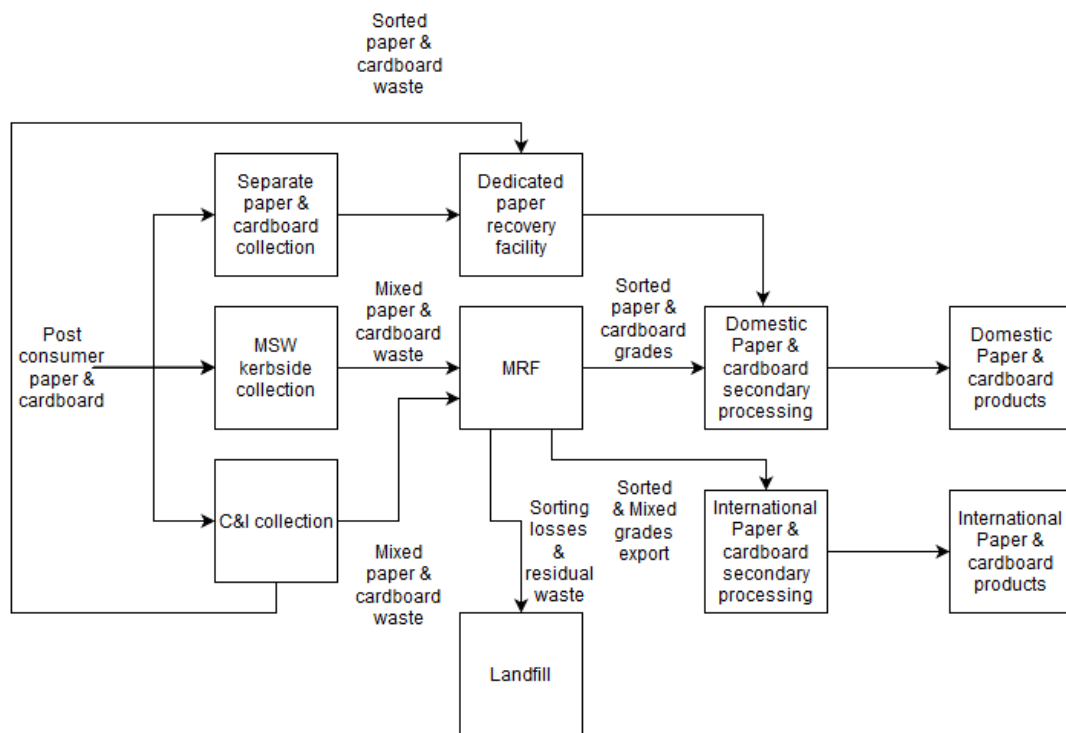 Sorted
paper &
cardboard
waste
Separate
paper &
cardboard
collection
Dedicated
paper
recovery
facility
Post
consumer
paper &
cardboard
MSW
kerbside
collection
Mixed
paper &
cardboard
waste
MRF
Sorted
paper &
cardboard
grades
Domestic
Paper &
cardboard
secondary
processing
Domestic
Paper &
cardboard
products
C&I collection
Mixed
paper &
cardboard
waste
Sorting
losses
&
residual
waste
Sorted
& Mixed
grades
export
International
Paper &
cardboard
secondary
processing
International
Paper &
cardboard
products
Landfill